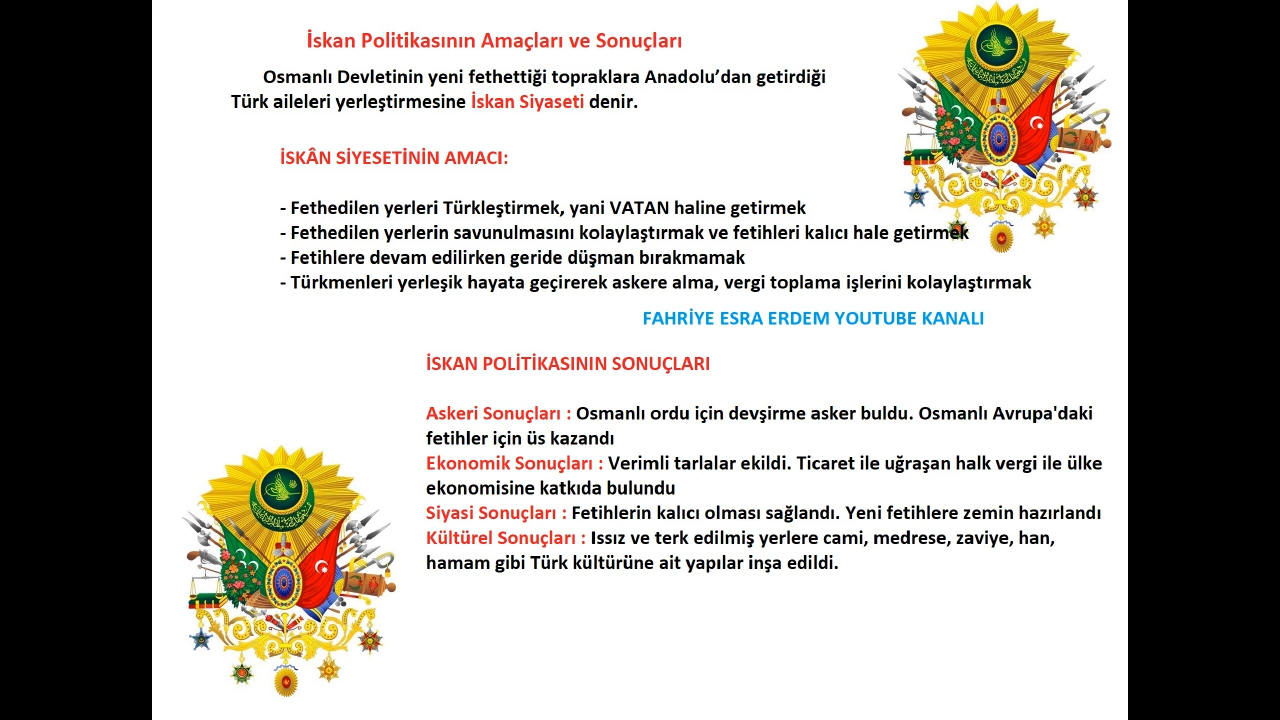 İskan Politikasının Amaçları ve Sonuçları
Osmanlı Devletinin yeni fethettiği topraklara Anadolu’dan getirdiği
Türk aileleri yerleştirmesine İskan Siyaseti denir.
İSKÂN SİYESETİNİN AMACI:
- Fethedilen yerleri Türkleştirmek, yani VATAN haline getirmek
- Fethedilen yerlerin savunulmasını kolaylaştırmak ve fetihleri kalıcı hale getirmek
- Fetihlere devam edilirken geride düşman bırakmamak
- Türkmenleri yerleşik hayata geçirerek askere alma, vergi toplama işlerini kolaylaştırmak
FAHRİYE ESRA ERDEM YOUTUBE KANALI
İSKAN POLİTİKASININ SONUÇLARI
Askeri Sonuçları : Osmanlı ordu için devşirme asker buldu. Osmanlı Avrupa'daki
fetihler için üs kazandı
Ekonomik Sonuçları : Verimli tarlalar ekildi. Ticaret ile uğraşan halk vergi ile ülke
ekonomisine katkıda bulundu
Siyasi Sonuçları : Fetihlerin kalıcı olması sağlandı. Yeni fetihlere zemin hazırlandı
Kültürel Sonuçları : Issız ve terk edilmiş yerlere cami, medrese, zaviye, han,
hamam gibi Türk kültürüne ait yapılar inşa edildi.